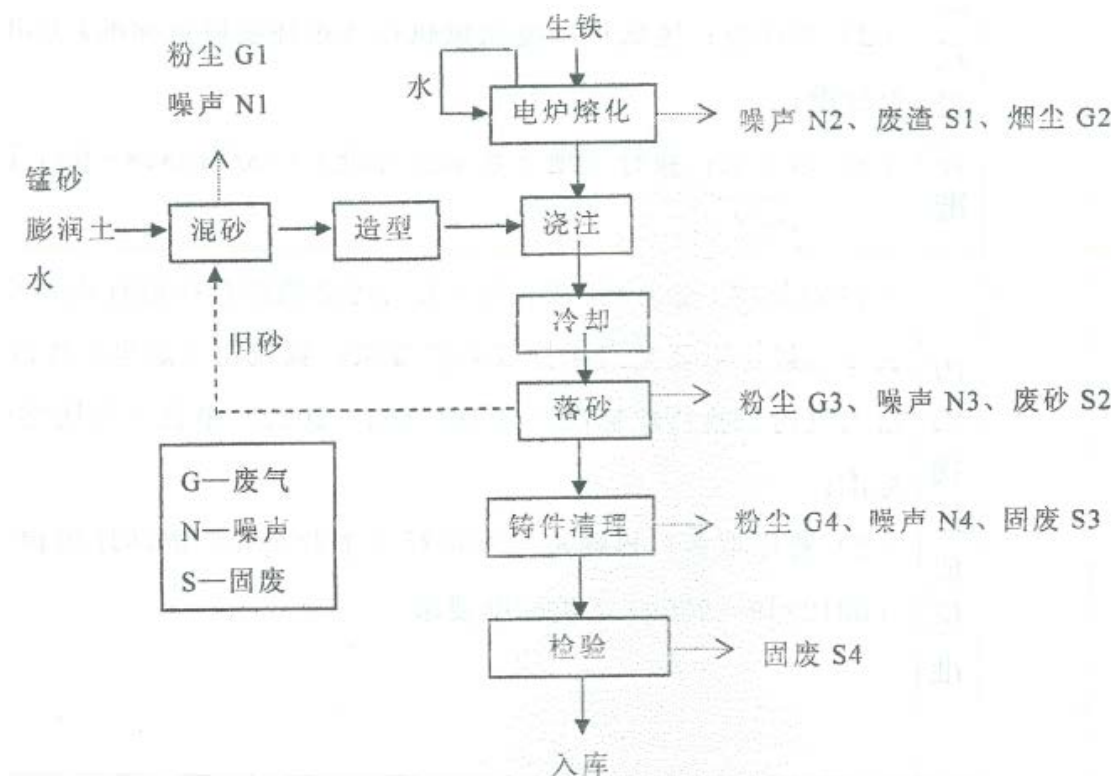 生铁
粉尘 G1
噪声 N1
水
电炉熔化
噪声 N2、废渣 S1、烟尘 G2
锰砂
膨润土
水
混砂
造型
浇注
冷却
旧砂
落砂
粉尘 G3、噪声 N3、废砂 S2
G—废气
N—噪声
S—固废
铸件清理
粉尘 G4、噪声 N4、固废 S3
检验
固废 S4
入库